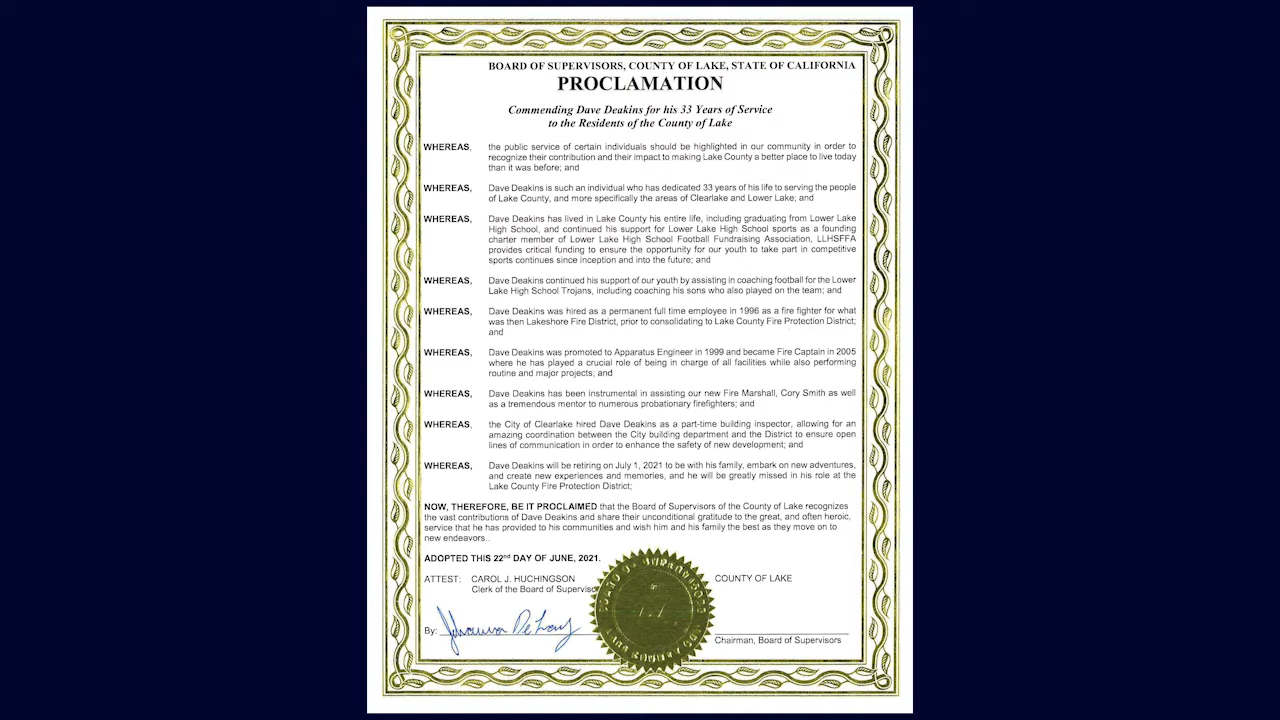 BOARD OF SUPERVISORS, COUNTY OF LAKE, STATE OF CALIFORNIA
PROCLAMATION
Commending Dave Deakins for his 33 Years of Service
to the Residents of the County of Lake
WHEREAS, the public service of certain individuals should be highlighted in our community in order to
recognize their contribution and their impact to making Lake County a better place to live today
than it was before; and
WHEREAS, Dave Deakins is such an individual who has dedicated 33 years of his life to serving the people
of Lake County, and more specifically the areas of Clearlake and Lower Lake; and
WHEREAS, Dave Deakins has lived in Lake County his entire life, including graduating from Lower Lake
High School, and continued his support for Lower Lake High School sports as a founding
charter member of Lower Lake High School Football Fundraising Association, LLHSFFA
provides critical funding to ensure the opportunity for our youth to take part in competitive
sports continues since inception and into the future; and
WHEREAS, Dave Deakins continued his support of our youth by assisting in coaching football for the Lower
Lake High School Trojans, including coaching his sons who also played on the team; and
WHEREAS, Dave Deakins was hired as a permanent full time employee in 1996 as a fire fighter for what
was then Lakeshore Fire District, prior to consolidating to Lake County Fire Protection District;
and
WHEREAS, Dave Deakins was promoted to Apparatus Engineer in 1999 and became Fire Captain in 2005
where he has played a crucial role of being in charge of all facilities while also performing
routine and major projects; and
WHEREAS, Dave Deakins has been instrumental in assisting our new Fire Marshall, Cory Smith as well
as a tremendous mentor to numerous probationary firefighters; and
WHEREAS, the City of Clearlake hired Dave Deakins as a part-time building inspector, allowing for an
amazing coordination between the City building department and the District to ensure open
lines of communication in order to enhance the safety of new development; and
WHEREAS, Dave Deakins will be retiring on July 1, 2021 to be with his family, embark on new adventures,
and create new experiences and memories, and he will be greatly missed in his role at the
Lake County Fire Protection District;
NOW, THEREFORE, BE IT PROCLAIMED that the Board of Supervisors of the County of Lake recognizes
the vast contributions of Dave Deakins and share their unconditional gratitude to the great, and often heroic,
service that he has provided to his communities and wish him and his family the best as they move on to
new endeavors..
ADOPTED THIS 22nd DAY OF JUNE, 2021.
ATTEST: CAROL J. HUCHINGSON
Clerk of the Board of Supervisor
COUNTY OF LAKE
By:
Chairman, Board of Supervisors
BOARD OF SUPERVISORS